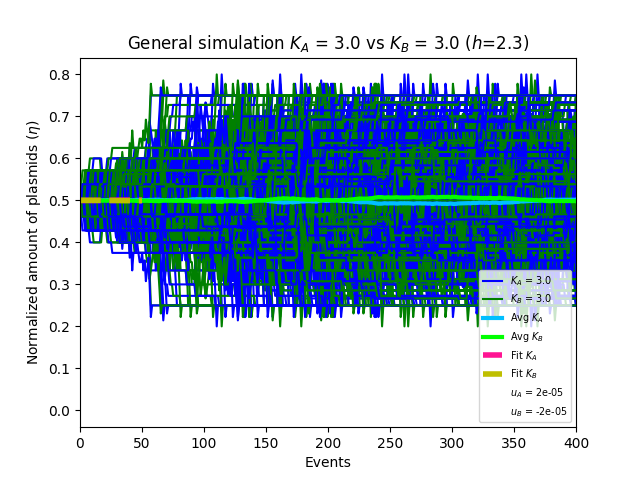 General simulation K_A = 3.0 vs K_B = 3.0 (h=2.3)
Normalized amount of plasmids (η)
0.8
0.7
0.6
0.5
0.4
0.3
0.2
0.1
0.0
K_A = 3.0
K_B = 3.0
Avg K_A
Avg K_B
Fit K_A
Fit K_B
u_A = 2e-05
u_B = -2e-05
0 50 100 150 200 250 300 350 400
Events